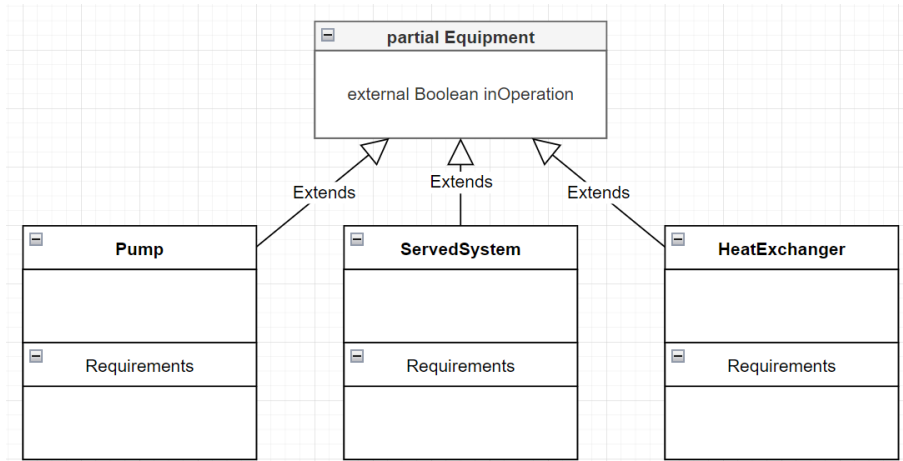 partial Equipment
external Boolean inOperation
Extends
Extends
Extends
Pump
ServedSystem
HeatExchanger
Requirements
Requirements
Requirements